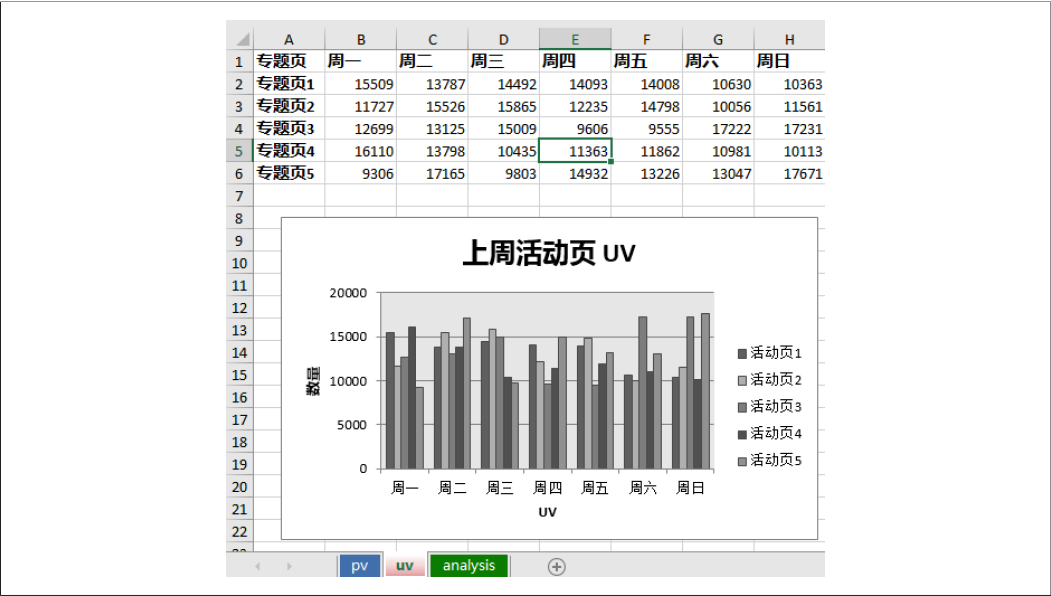 A B C D E F G H
1 专题页 周一 周二 周三 周四 周五 周六 周日
2 专题页1 15509 13787 14492 14093 14008 10630 10363
3 专题页2 11727 15526 15865 12235 14798 10056 11561
4 专题页3 12699 13125 15009 9606 9555 17222 17231
5 专题页4 16110 13798 10435 11363 11862 10981 10113
6 专题页5 9306 17165 9803 14932 13226 13047 17671
7
8
9
10
11
12
13
14
15
16
17
18
19
20
21
22
上周活动页 UV
20000
15000
10000
5000
0
数量
周一 周二 周三 周四 周五 周六 周日
UV
活动页1
活动页2
活动页3
活动页4
活动页5
pv uv analysis